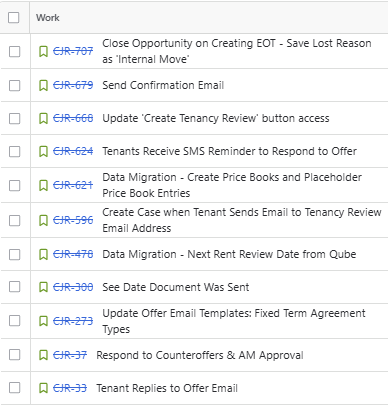 Work
CJR-707 Close Opportunity on Creating EOT - Save Lost Reason
as 'Internal Move'
CJR-679 Send Confirmation Email
CJR-668 Update 'Create Tenancy Review' button access
CJR-624 Tenants Receive SMS Reminder to Respond to Offer
CJR-621 Data Migration - Create Price Books and Placeholder
Price Book Entries
CJR-596 Create Case when Tenant Sends Email to Tenancy Review
Email Address
CJR-478 Data Migration - Next Rent Review Date from Qube
CJR-300 See Date Document Was Sent
CJR-273 Update Offer Email Templates: Fixed Term Agreement
Types
CJR-37 Respond to Counteroffers & AM Approval
CJR-33 Tenant Replies to Offer Email